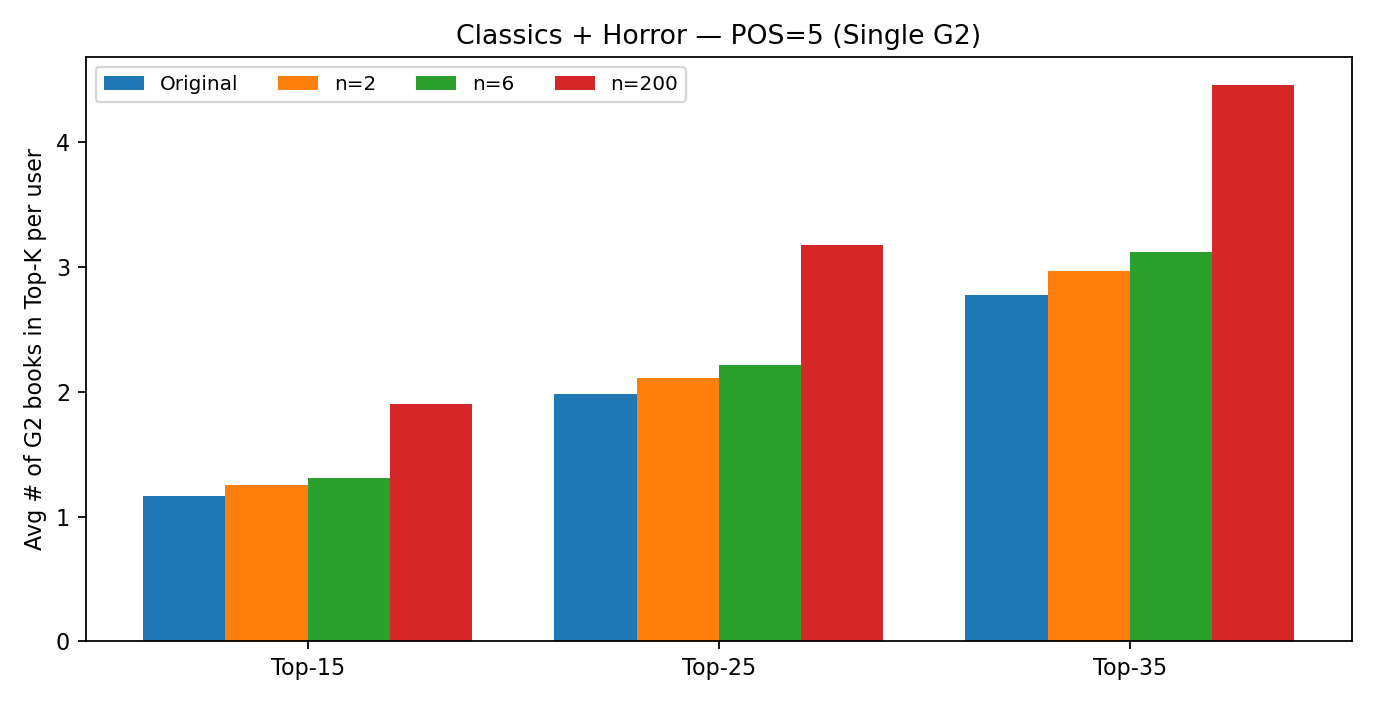 Classics + Horror — POS=5 (Single G2)
Original n=2 n=6 n=200
Avg # of G2 books in Top-K per user
4
3
2
1
0
Top-15 Top-25 Top-35